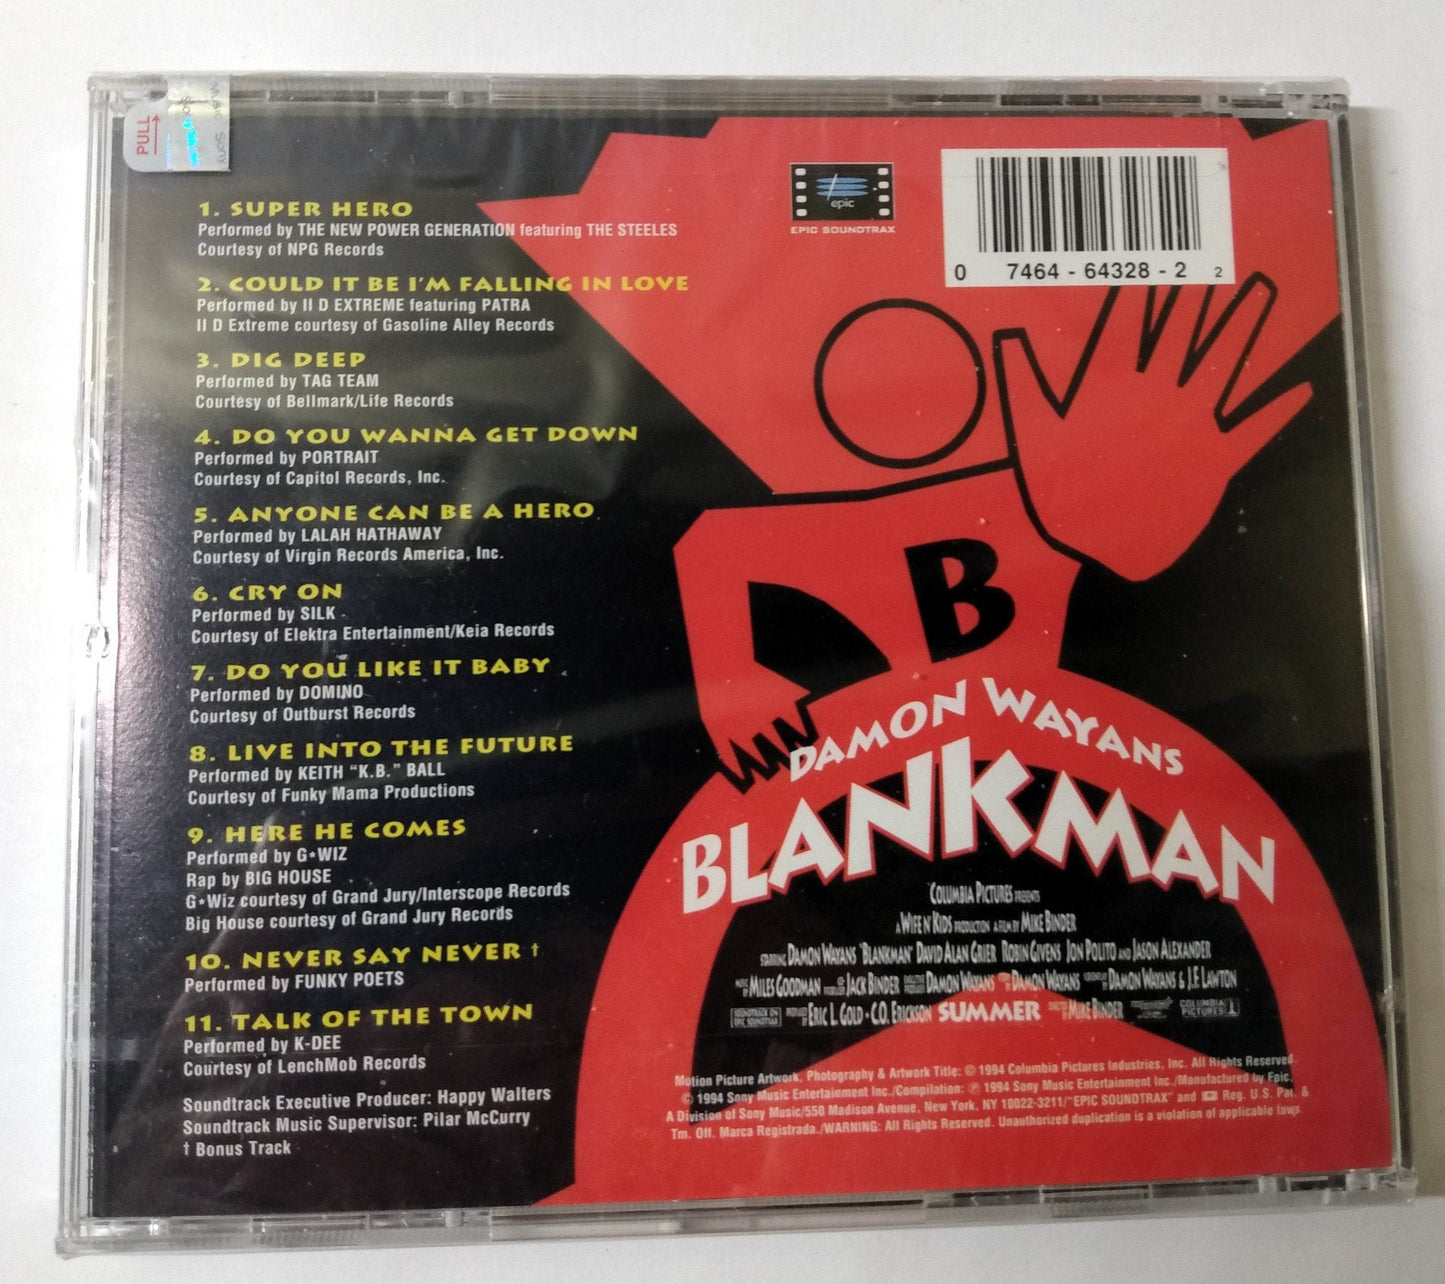 PULL
Music Sony
1. SUPER HERO
Performed by THE NEW POWER GENERATION featuring THE STEELES
Courtesy of NPG Records
2. COULD IT BE I'M FALLING IN LOVE
Performed by II D EXTREME featuring PATRA
II D Extreme courtesy of Gasoline Alley Records
3. DIG DEEP
Performed by TAG TEAM
Courtesy of Bellmark/Life Records
4. DO YOU WANNA GET DOWN
Performed by PORTRAIT
Courtesy of Capitol Records, Inc.
5. ANYONE CAN BE A HERO
Performed by LALAH HATHAWAY
Courtesy of Virgin Records America, Inc.
6. CRY ON
Performed by SILK
Courtesy of Elektra Entertainment/Keia Records
7. DO YOU LIKE IT BABY
Performed by DOMINO
Courtesy of Outburst Records
8. LIVE INTO THE FUTURE
Performed by KEITH "K.B." BALL
Courtesy of Funky Mama Productions
9. HERE HE COMES
Performed by G★WIZ
Rap by BIG HOUSE
G★Wiz courtesy of Grand Jury/Interscope Records
Big House courtesy of Grand Jury Records
10. NEVER SAY NEVER †
Performed by FUNKY POETS
11. TALK OF THE TOWN
Performed by K-DEE
Courtesy of LenchMob Records
Soundtrack Executive Producer: Happy Walters
Soundtrack Music Supervisor: Pilar McCurry
† Bonus Track
epic
EPIC SOUNDTRAX
0 7464 - 64328 - 2 2
B
DAMON WAYANS
BLANKMAN
COLUMBIA PICTURES PRESENTS
A WIFE N' KIDS PRODUCTION A FILM BY MIKE BINDER
STARRING DAMON WAYANS "BLANKMAN" DAVID ALAN GRIER ROBIN GIVENS JON POLITO AND JASON ALEXANDER
MUSIC BY MILES GOODMAN JACK BINDER DAMON WAYANS DAMON WAYANS DAMON WAYANS & J.F. LAWTON
SOUNDTRACK ON EPIC SOUNDTRAX PRODUCED BY ERIC L. GOLD • C.O. ERICKSON SUMMER DIRECTED BY MIKE BINDER COLUMBIA PICTURES
Motion Picture Artwork, Photography & Artwork Title: © 1994 Columbia Pictures Industries, Inc. All Rights Reserved.
© 1994 Sony Music Entertainment Inc./Compilation: ℗ 1994 Sony Music Entertainment Inc./Manufactured by Epic,
A Division of Sony Music/550 Madison Avenue, New York, NY 10022-3211/"EPIC SOUNDTRAX" and Reg. U.S. Pat. &
Tm. Off. Marca Registrada./WARNING: All Rights Reserved. Unauthorized duplication is a violation of applicable laws